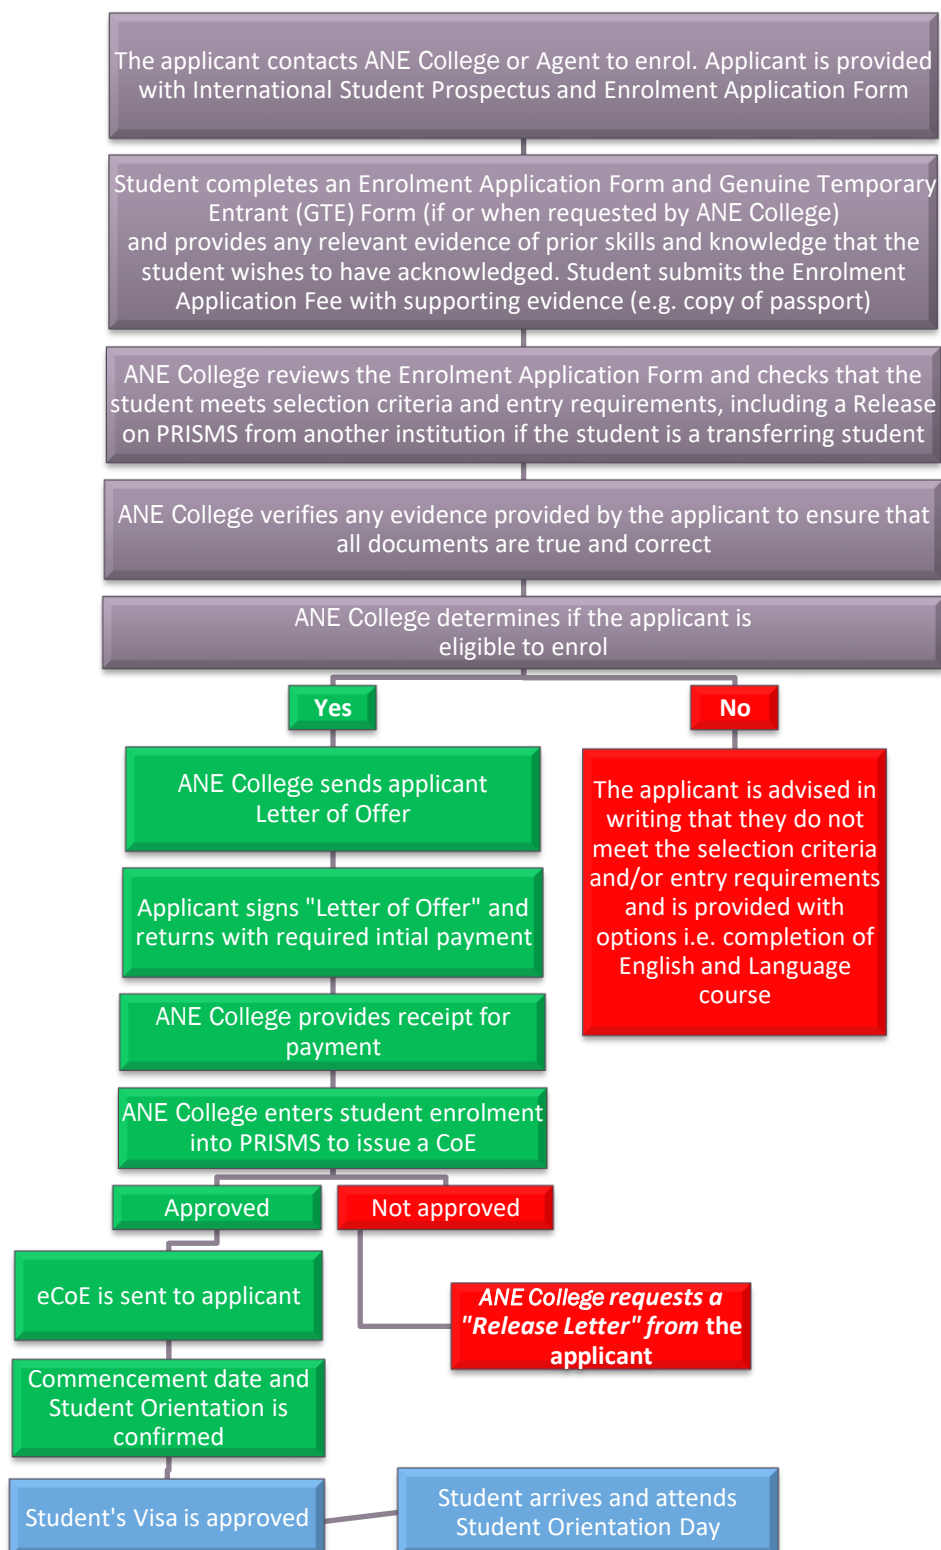 The applicant contacts ANE College or Agent to enrol. Applicant is provided
with International Student Prospectus and Enrolment Application Form
Student completes an Enrolment Application Form and Genuine Temporary
Entrant (GTE) Form (if or when requested by ANE College)
and provides any relevant evidence of prior skills and knowledge that the
student wishes to have acknowledged. Student submits the Enrolment
Application Fee with supporting evidence (e.g. copy of passport)
ANE College reviews the Enrolment Application Form and checks that the
student meets selection criteria and entry requirements, including a Release
on PRISMS from another institution if the student is a transferring student
ANE College verifies any evidence provided by the applicant to ensure that
all documents are true and correct
ANE College determines if the applicant is
eligible to enrol
Yes
No
ANE College sends applicant
Letter of Offer
The applicant is advised in
writing that they do not
meet the selection criteria
and/or entry requirements
and is provided with
options i.e. completion of
English and Language
course
Applicant signs "Letter of Offer" and
returns with required intial payment
ANE College provides receipt for
payment
ANE College enters student enrolment
into PRISMS to issue a CoE
Approved
Not approved
eCoE is sent to applicant
ANE College requests a
"Release Letter" from the
applicant
Commencement date and
Student Orientation is
confirmed
Student's Visa is approved
Student arrives and attends
Student Orientation Day